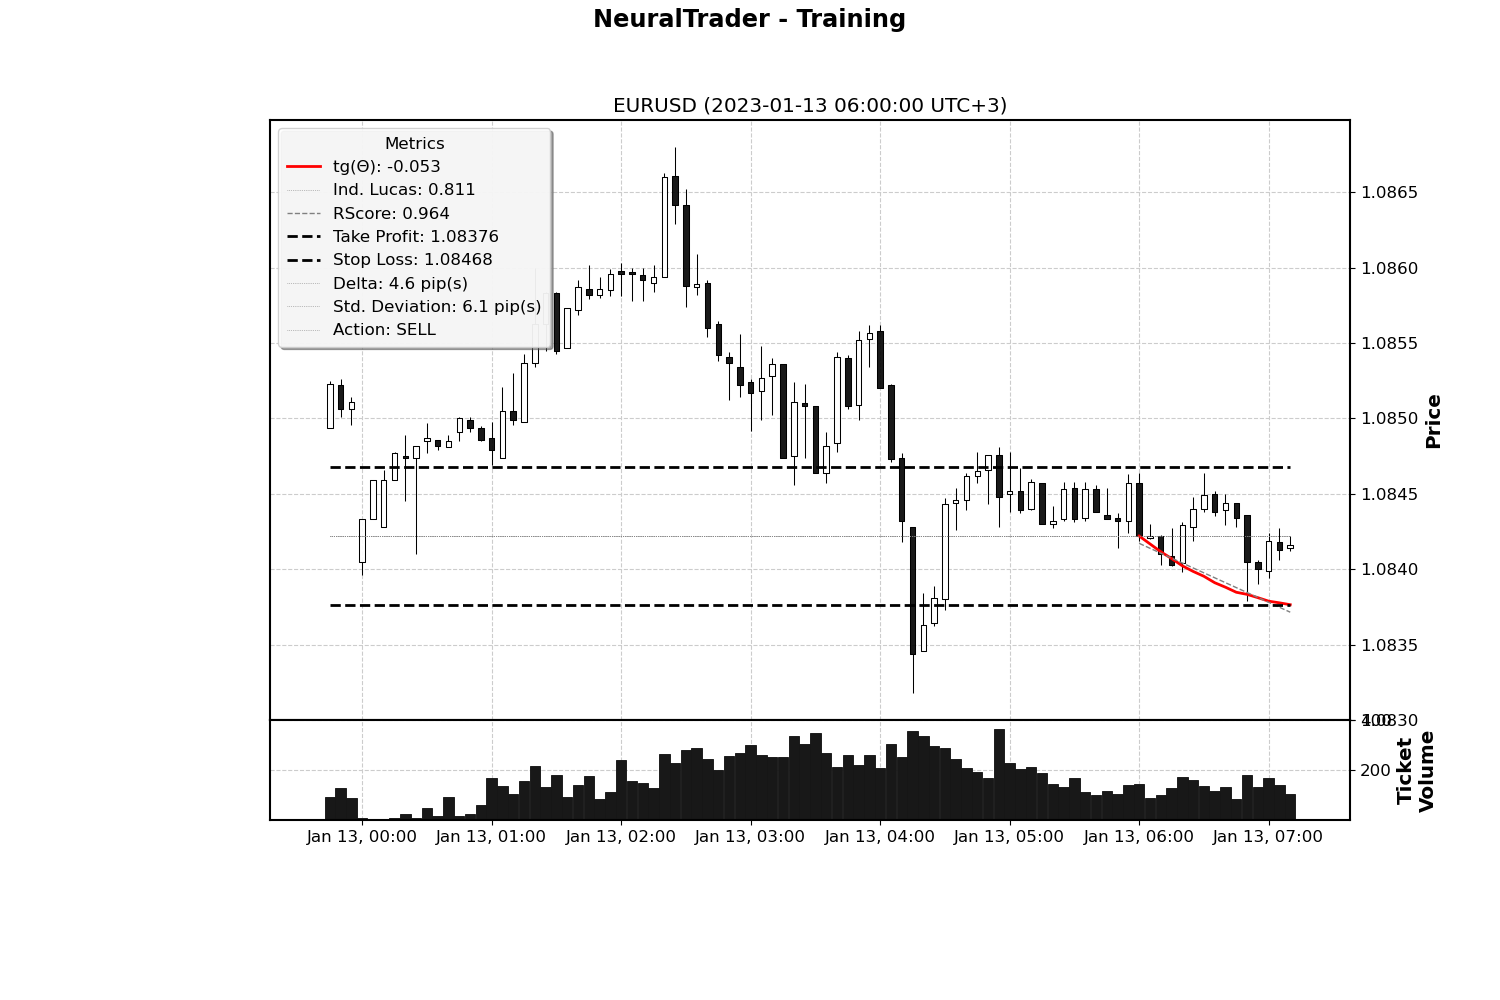 NeuralTrader - Training
EURUSD (2023-01-13 06:00:00 UTC+3)
Metrics
tg(Θ): -0.053
Ind. Lucas: 0.811
RScore: 0.964
Take Profit: 1.08376
Stop Loss: 1.08468
Delta: 4.6 pip(s)
Std. Deviation: 6.1 pip(s)
Action: SELL
1.0865
1.0860
1.0855
1.0850
1.0845
1.0840
1.0835
1.0830
400
200
Price
Ticket
Volume
Jan 13, 00:00
Jan 13, 01:00
Jan 13, 02:00
Jan 13, 03:00
Jan 13, 04:00
Jan 13, 05:00
Jan 13, 06:00
Jan 13, 07:00